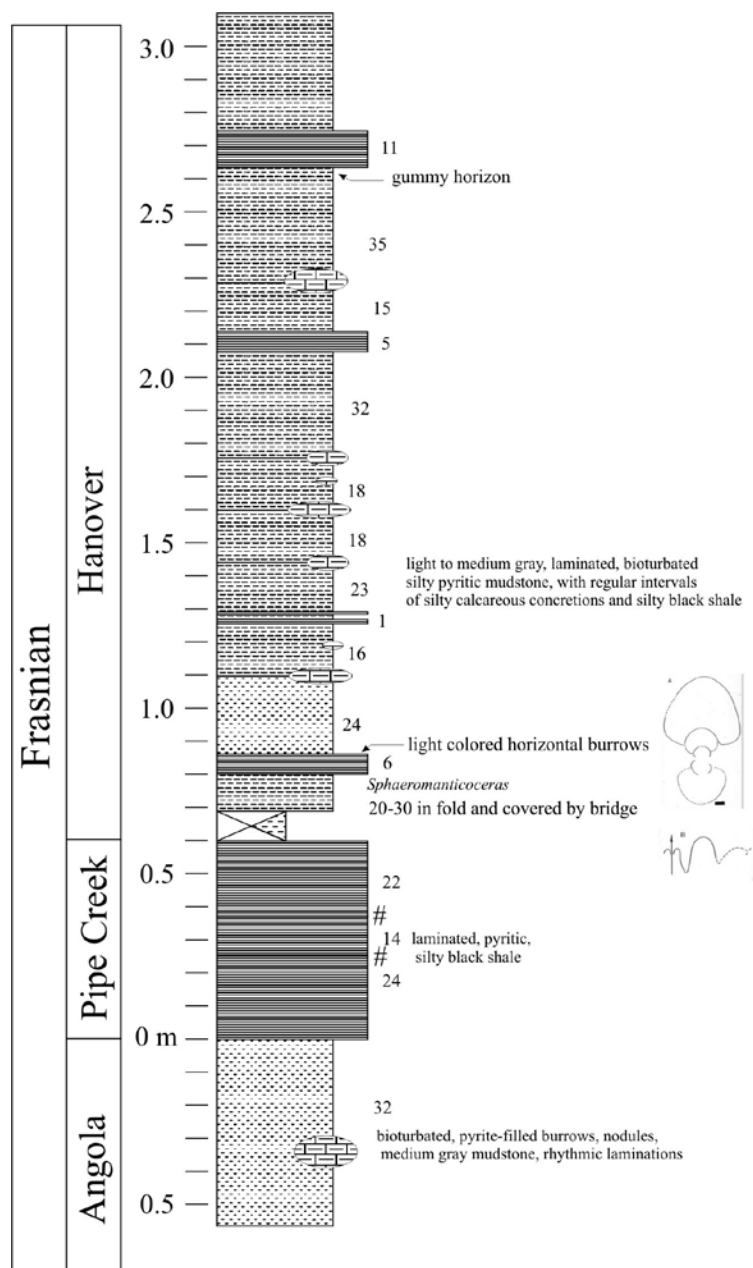 3.0
11
gummy horizon
2.5
35
15
5
2.0
32
18
1.5
18
light to medium gray, laminated, bioturbated
silty pyritic mudstone, with regular intervals
of silty calcareous concretions and silty black shale
23
1
16
1.0
24
light colored horizontal burrows
6
Sphaeromanticoceras
20-30 in fold and covered by bridge
A
B
0.5
22
#
14 laminated, pyritic,
silty black shale
#
24
0 m
32
bioturbated, pyrite-filled burrows, nodules,
medium gray mudstone, rhythmic laminations
0.5
Frasnian
Hanover
Pipe Creek
Angola